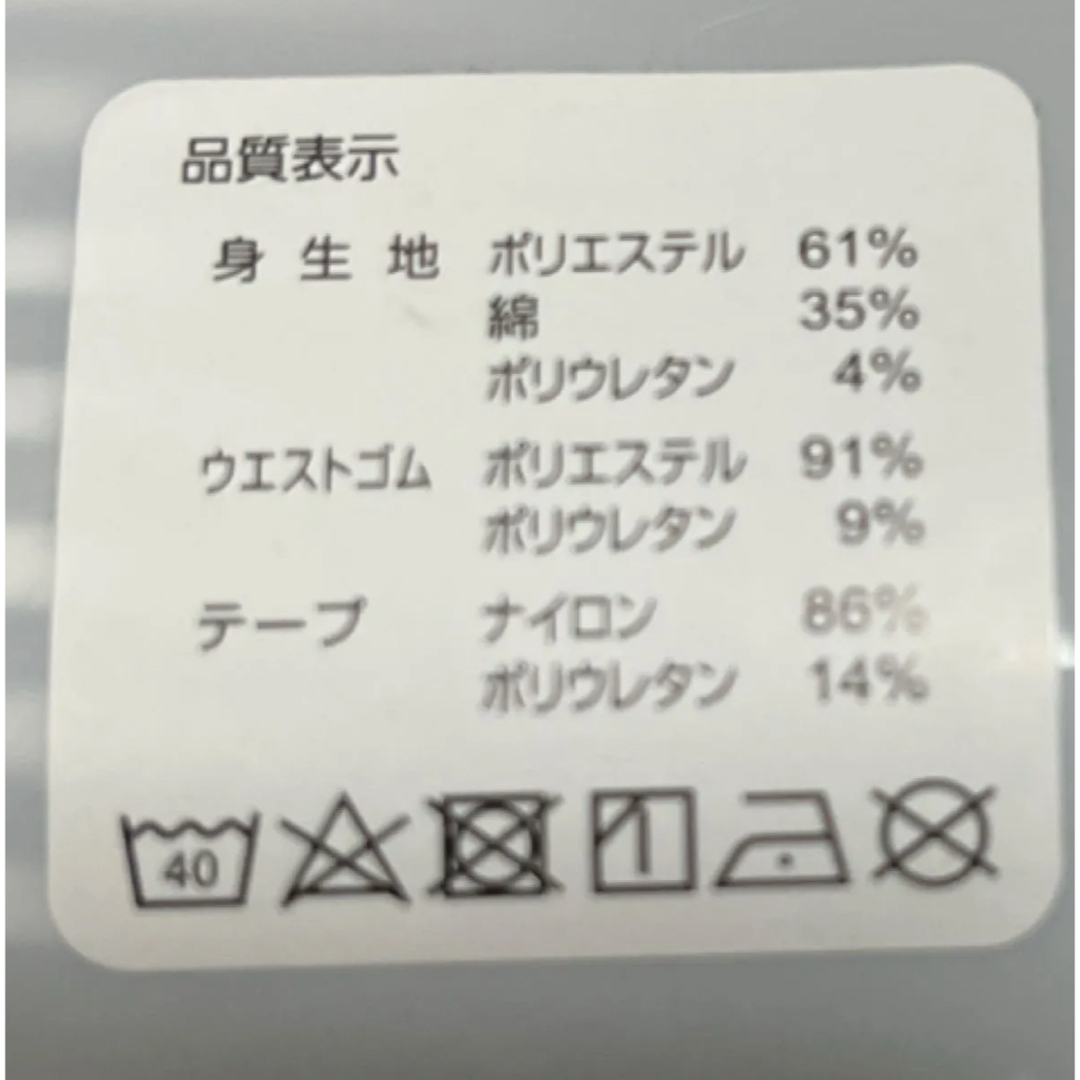 品質表示
身生地 ポリエステル 61%
綿 35%
ポリウレタン 4%
ウエストゴム ポリエステル 91%
ポリウレタン 9%
テープ ナイロン 86%
ポリウレタン 14%
40